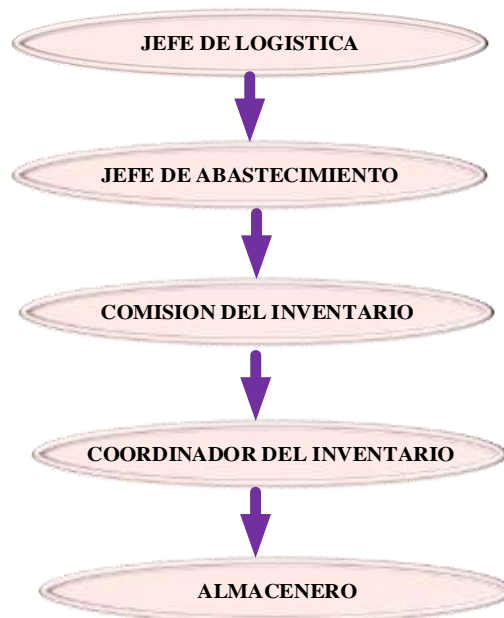 JEFE DE LOGISTICA
JEFE DE ABASTECIMIENTO
COMISION DEL INVENTARIO
COORDINADOR DEL INVENTARIO
ALMACENERO